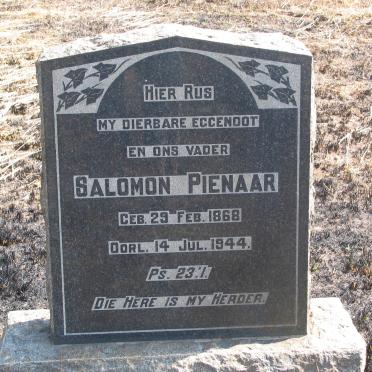 HIER RUS
MY DIERBARE EGGENOOT
EN ONS VADER
SALOMON PIENAAR
GEB. 29 FEB. 1868
OORL. 14 JUL. 1944.
PS. 23:1.
DIE HERE IS MY HERDER.